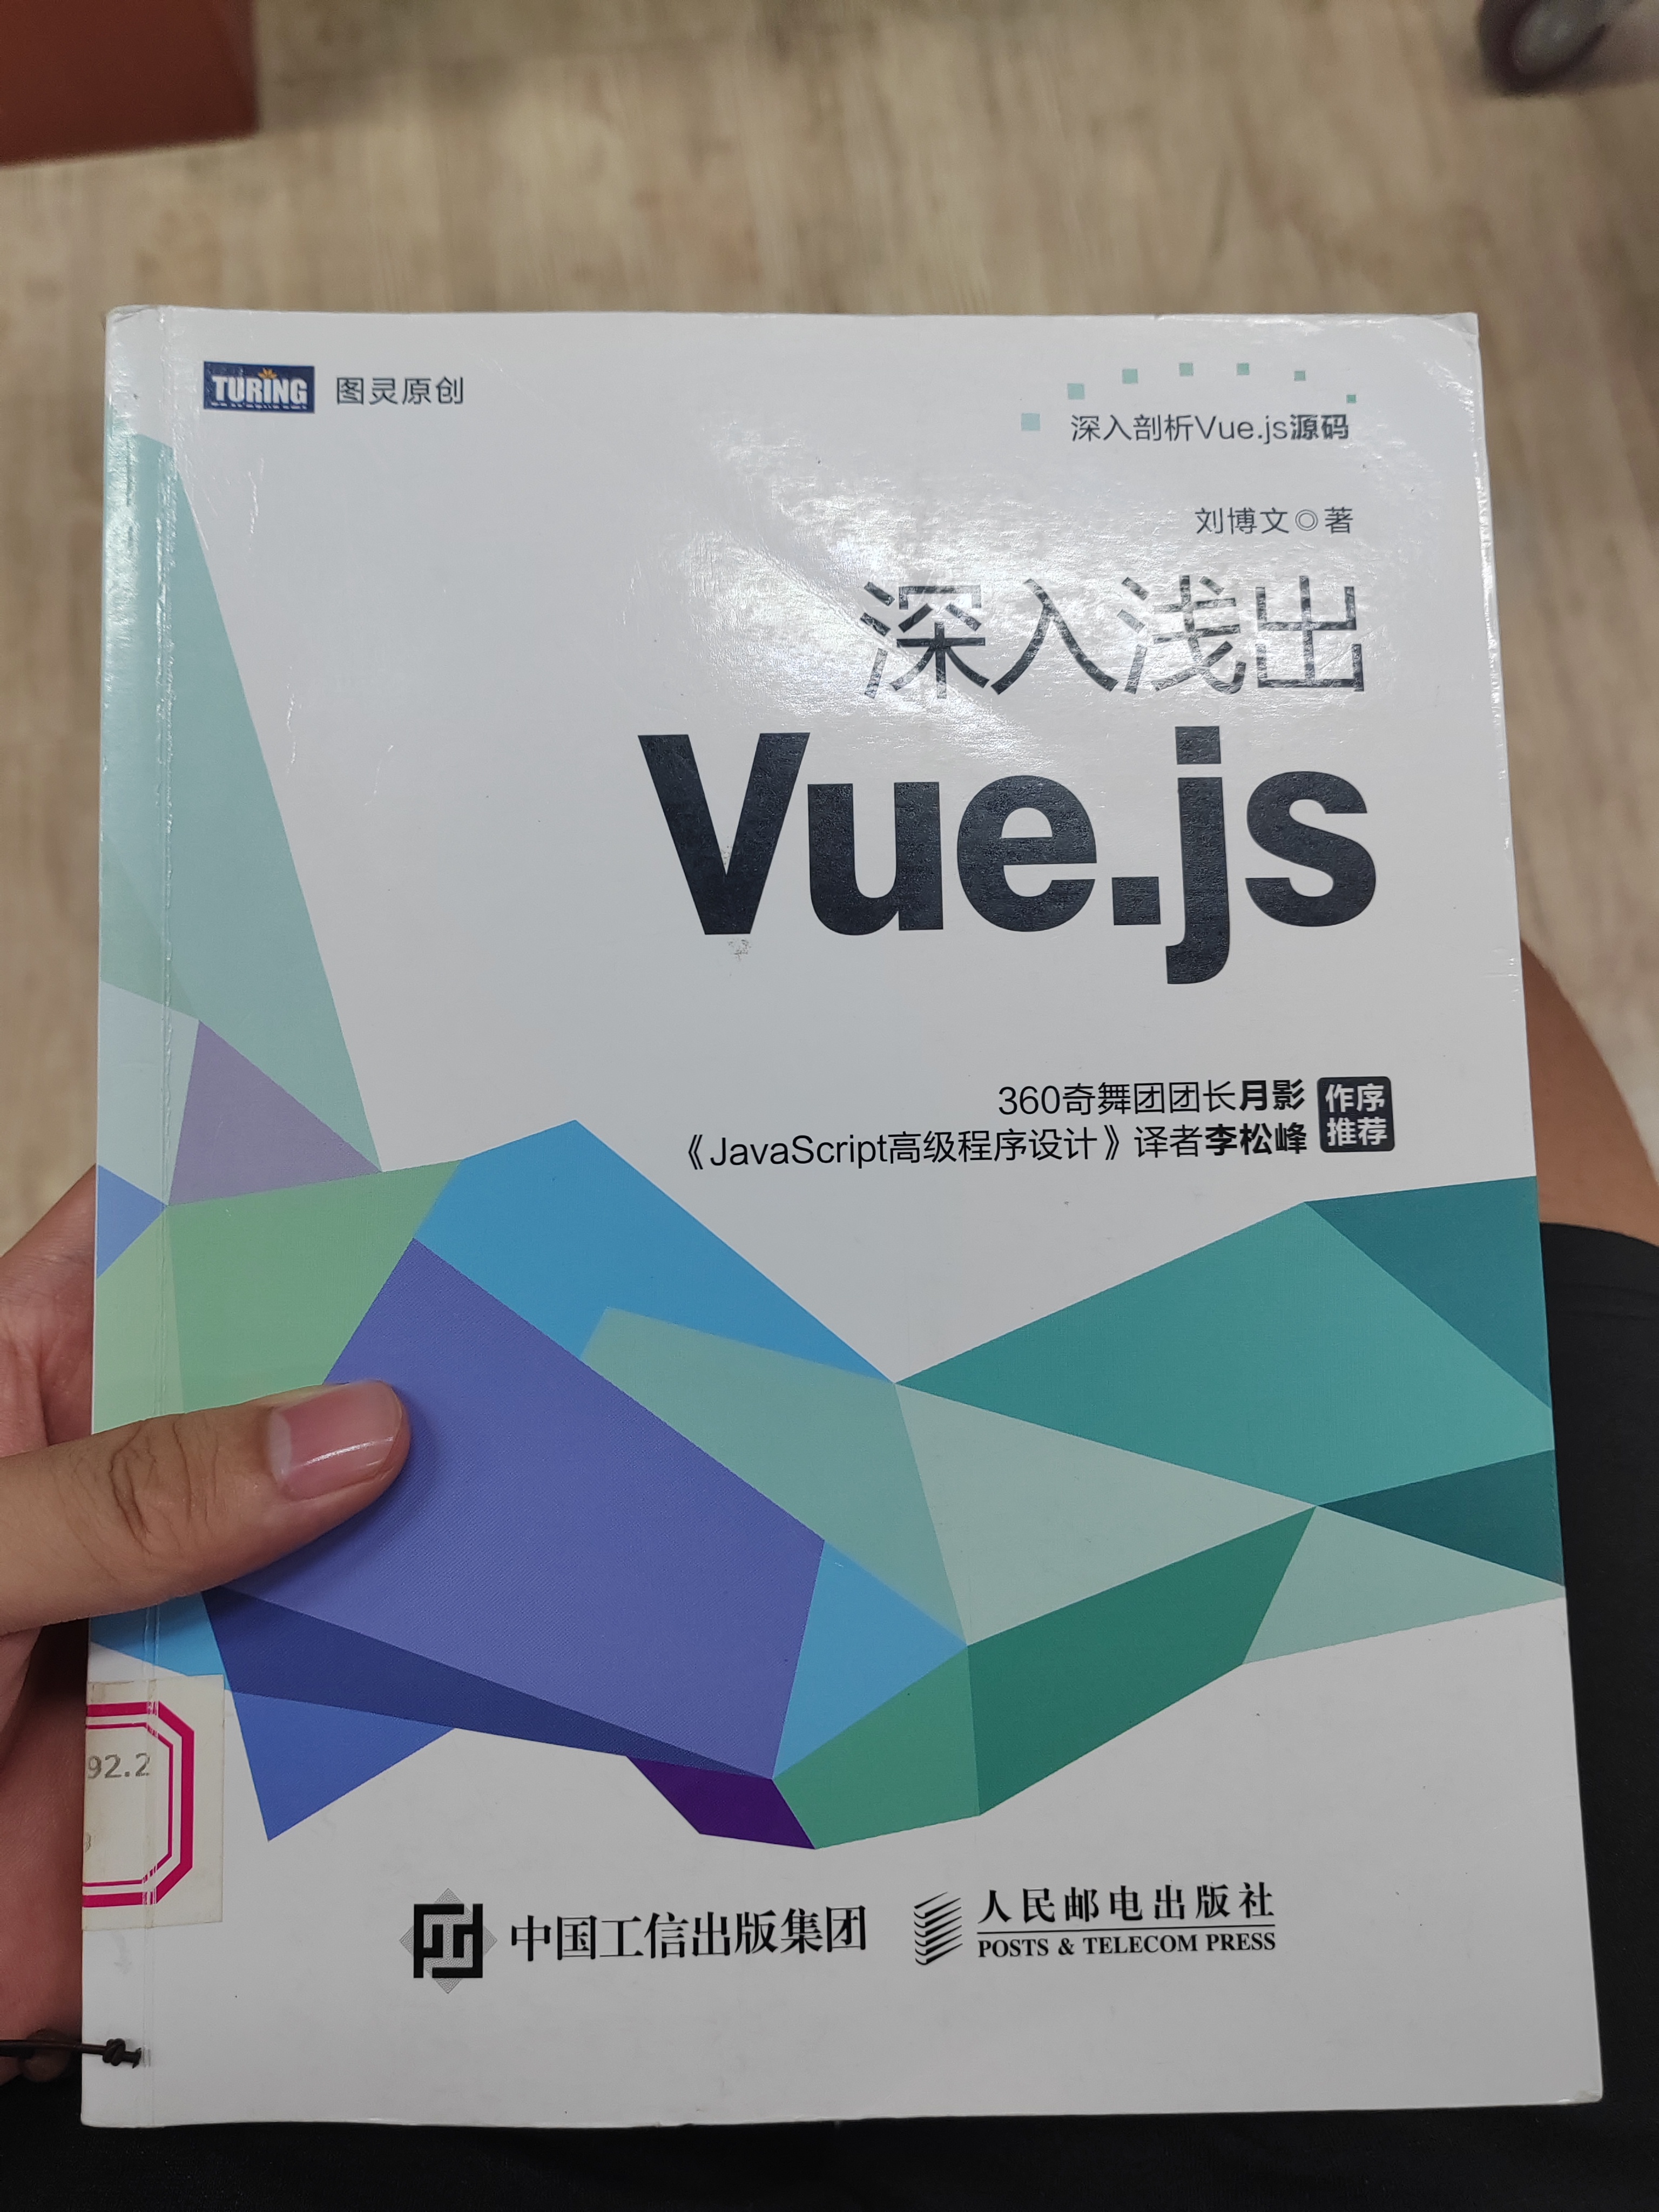 TURING 图灵原创
深入剖析Vue.js源码
刘博文◎著
深入浅出
Vue.js
360奇舞团团长月影
《JavaScript高级程序设计》译者李松峰
作序
推荐
92.2
中国工信出版集团
人民邮电出版社
POSTS & TELECOM PRESS